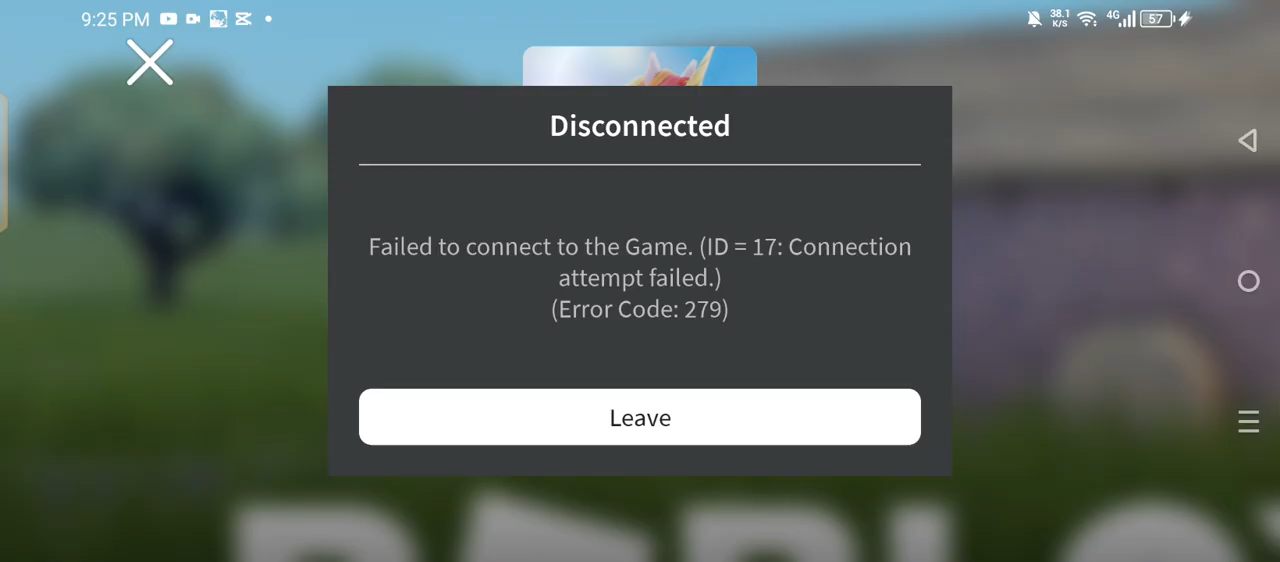 9:25 PM
38.1
K/S
4G
57
Disconnected
Failed to connect to the Game. (ID = 17: Connection
attempt failed.)
(Error Code: 279)
Leave